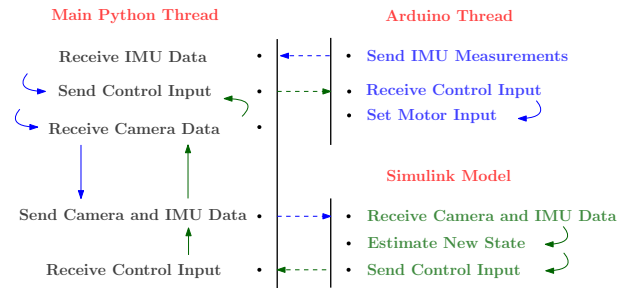 Main Python Thread
Receive IMU Data
Send Control Input
Receive Camera Data
Send Camera and IMU Data
Receive Control Input
Arduino Thread
Send IMU Measurements
Receive Control Input
Set Motor Input
Simulink Model
Receive Camera and IMU Data
Estimate New State
Send Control Input